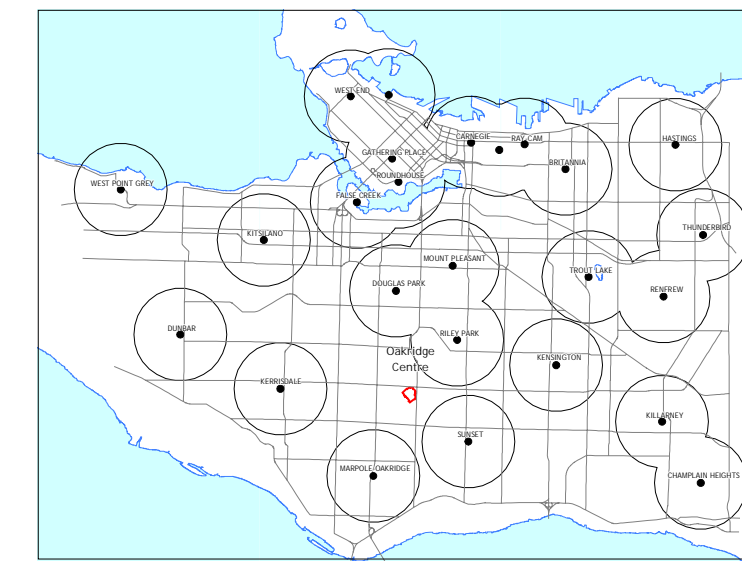 WEST END
CARNEGIE
RAY-CAM
HASTINGS
GATHERING PLACE
BRITANNIA
ROUNDHOUSE
WEST POINT GREY
FALSE CREEK
THUNDERBIRD
KITSILANO
MOUNT PLEASANT
TROUT LAKE
DOUGLAS PARK
RENFREW
DUNBAR
RILEY PARK
Oakridge
Centre
KENSINGTON
KERRISDALE
KILLARNEY
SUNSET
MARPOLE-OAKRIDGE
CHAMPLAIN HEIGHTS